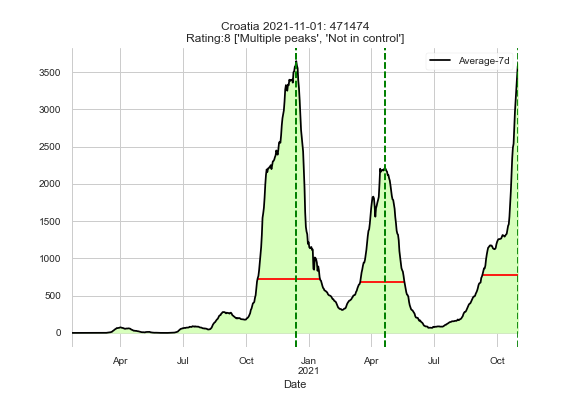 Croatia 2021-11-01: 471474
Rating:8 ['Multiple peaks', 'Not in control']
Average-7d
3500
3000
2500
2000
1500
1000
500
0
Apr Jul Oct Jan Apr Jul Oct
2021
Date